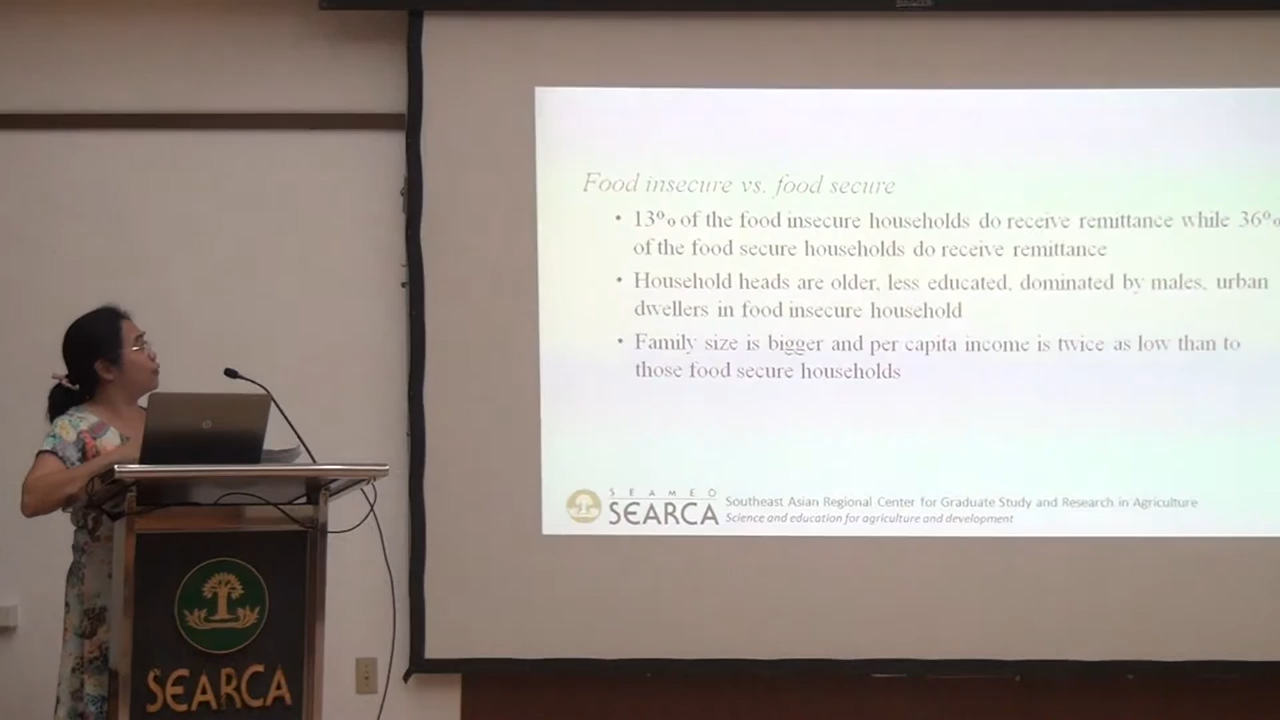 Food insecure vs. food secure
• 13% of the food insecure households do receive remittance while 36%
of the food secure households do receive remittance
• Household heads are older, less educated, dominated by males, urban
dwellers in food insecure household
• Family size is bigger and per capita income is twice as low than to
those food secure households
SEAMEO
SEARCA
Southeast Asian Regional Center for Graduate Study and Research in Agriculture
Science and education for agriculture and development
SEARCA